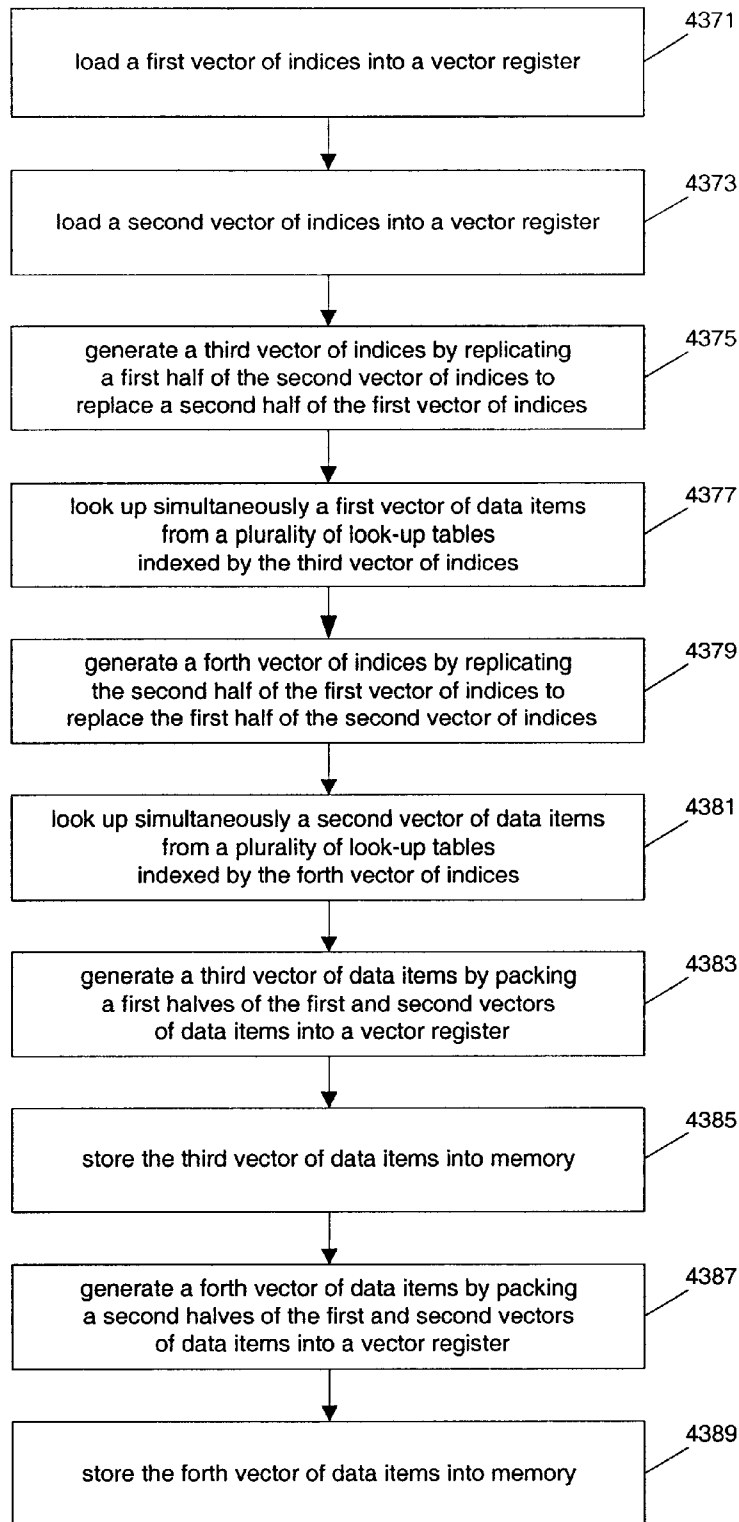 4371
load a first vector of indices into a vector register
4373
load a second vector of indices into a vector register
4375
generate a third vector of indices by replicating
a first half of the second vector of indices to
replace a second half of the first vector of indices
4377
look up simultaneously a first vector of data items
from a plurality of look-up tables
indexed by the third vector of indices
4379
generate a forth vector of indices by replicating
the second half of the first vector of indices to
replace the first half of the second vector of indices
4381
look up simultaneously a second vector of data items
from a plurality of look-up tables
indexed by the forth vector of indices
4383
generate a third vector of data items by packing
a first halves of the first and second vectors
of data items into a vector register
4385
store the third vector of data items into memory
4387
generate a forth vector of data items by packing
a second halves of the first and second vectors
of data items into a vector register
4389
store the forth vector of data items into memory